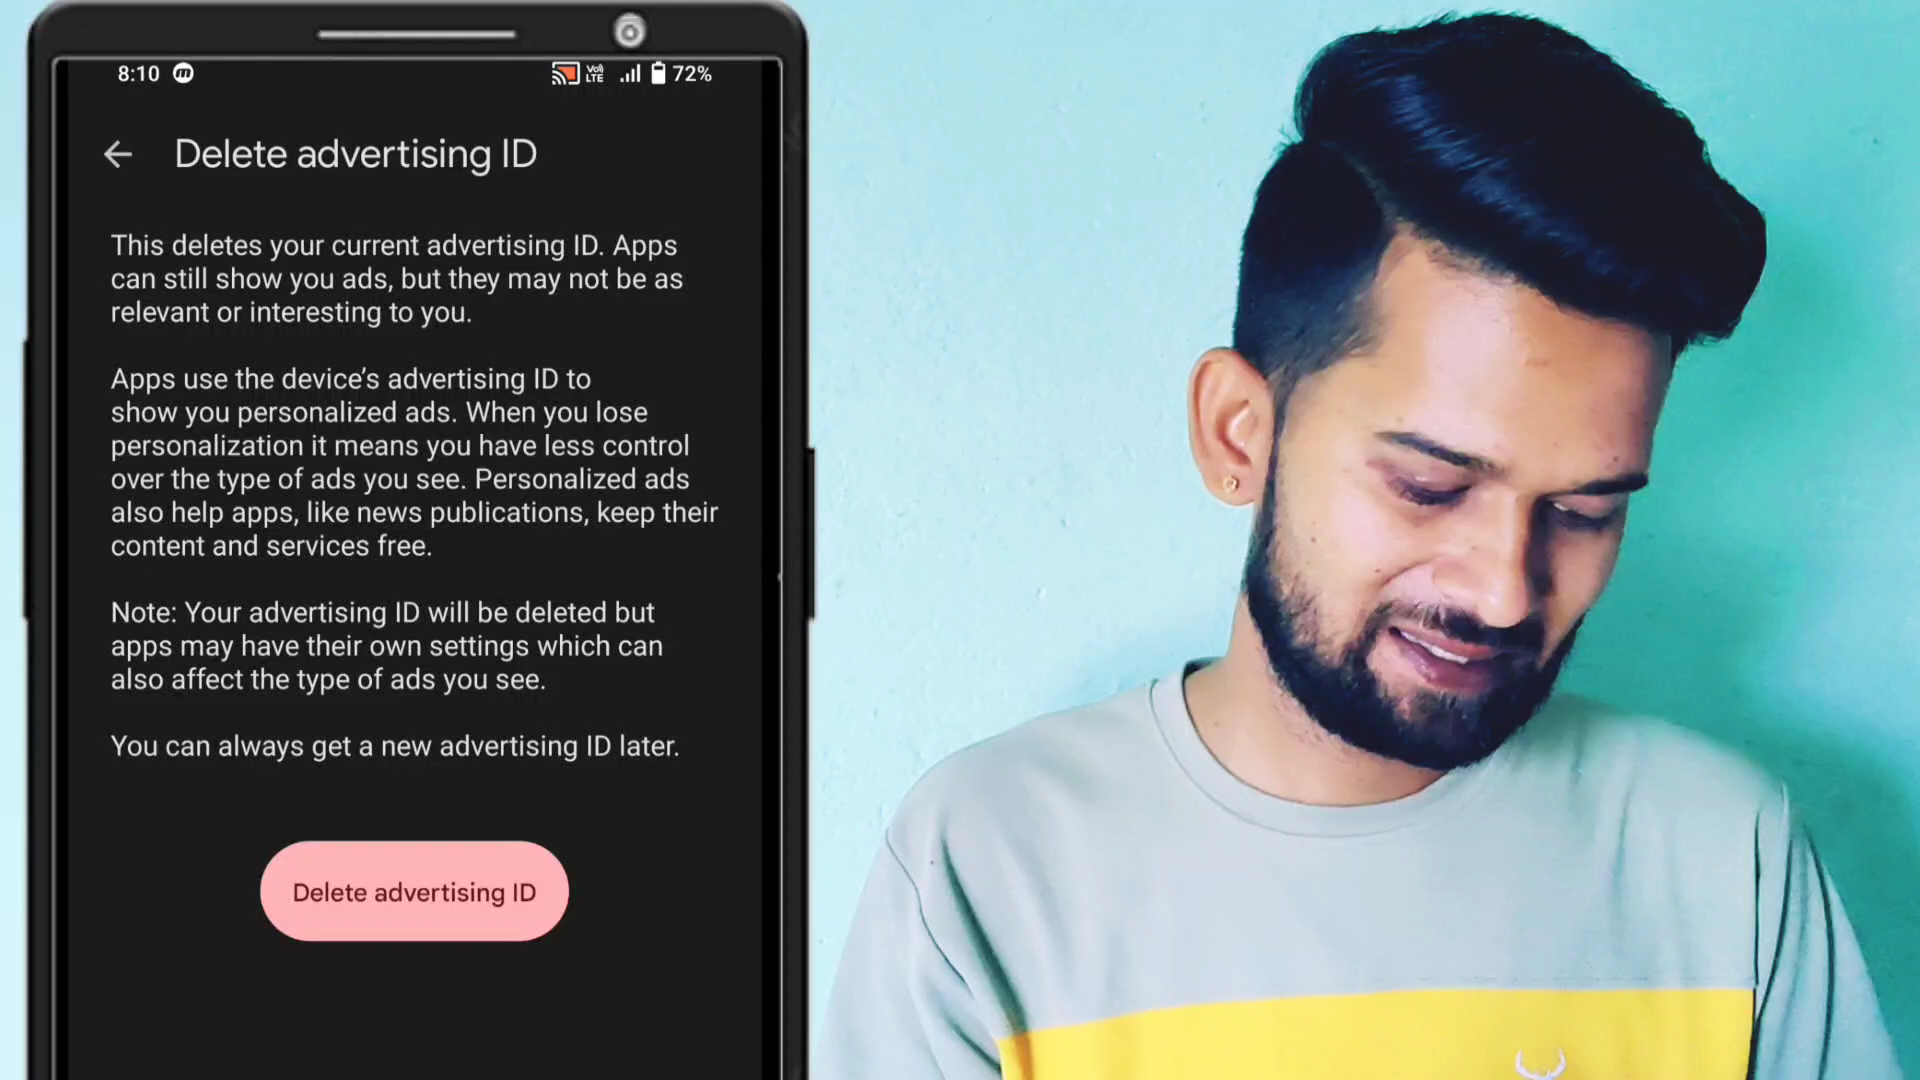 8:10
Vo)
LTE
72%
Delete advertising ID
This deletes your current advertising ID. Apps
can still show you ads, but they may not be as
relevant or interesting to you.
Apps use the device’s advertising ID to
show you personalized ads. When you lose
personalization it means you have less control
over the type of ads you see. Personalized ads
also help apps, like news publications, keep their
content and services free.
Note: Your advertising ID will be deleted but
apps may have their own settings which can
also affect the type of ads you see.
You can always get a new advertising ID later.
Delete advertising ID